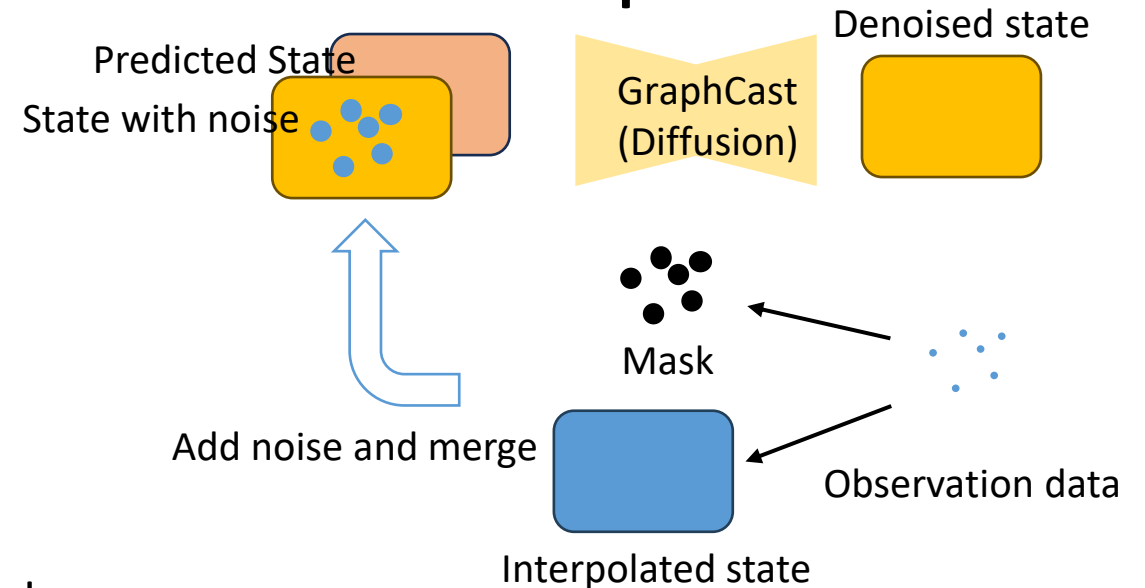 Denoised state
Predicted State
State with noise
GraphCast
(Diffusion)
Mask
Add noise and merge
Observation data
Interpolated state